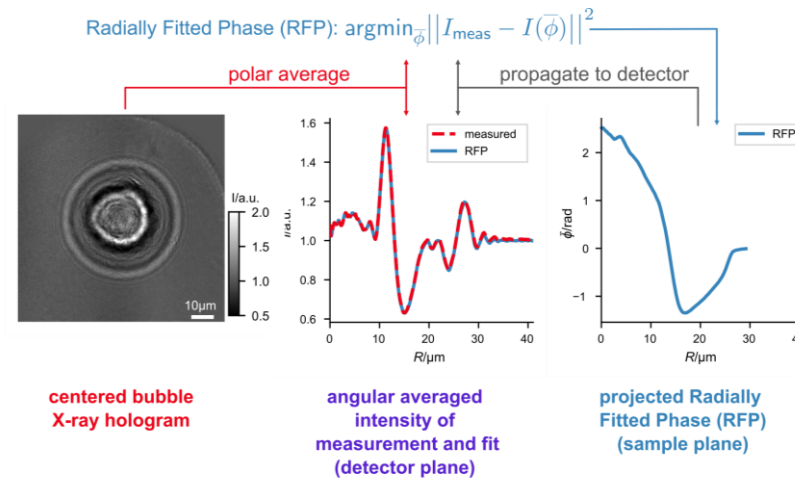 Radially Fitted Phase (RFP): argmin_ϕ̅ ||I_meas − I(ϕ̅)||²
polar average
propagate to detector
I/a.u.
2.0
1.5
1.0
0.5
10μm
1.6
1.4
1.2
1.0
0.8
0.6
I/a.u.
measured
RFP
0 10 20 30 40
R/μm
2
1
0
−1
ϕ̅/rad
RFP
0 10 20 30
R/μm
centered bubble
X-ray hologram
angular averaged
intensity of
measurement and fit
(detector plane)
projected Radially
Fitted Phase (RFP)
(sample plane)